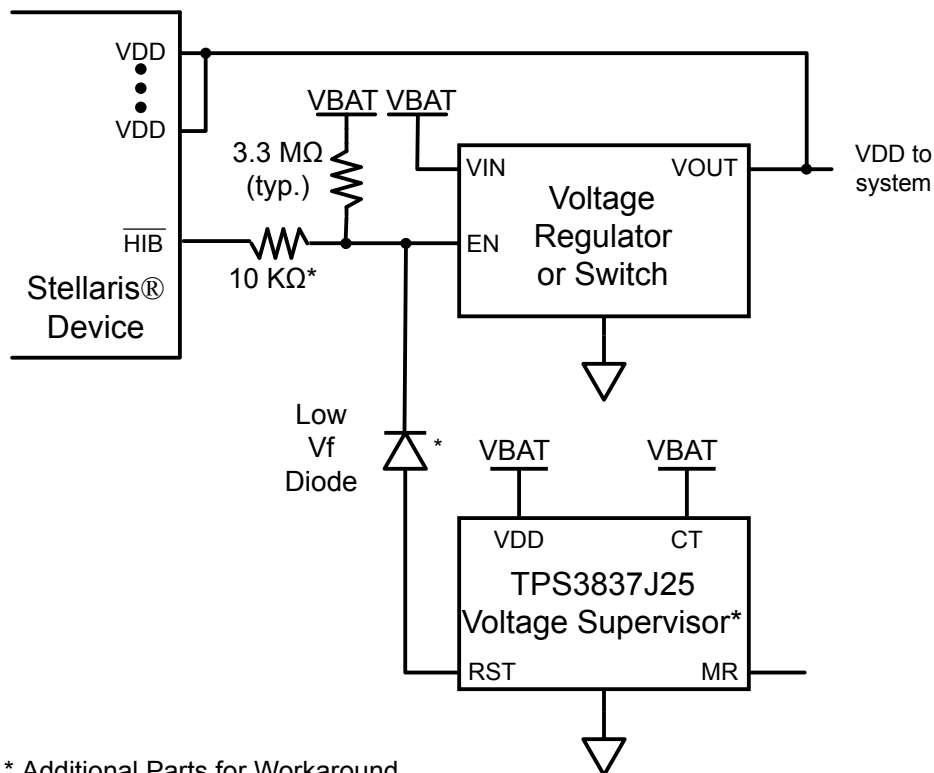 VDD
VDD
HIB
Stellaris®
Device
3.3 MΩ
(typ.)
10 KΩ*
VBAT
VBAT
VIN
VOUT
EN
Voltage
Regulator
or Switch
VDD to
system
Low
Vf
Diode
*
VBAT
VBAT
VDD
CT
TPS3837J25
Voltage Supervisor*
RST
MR
* Additional Parts for Workaround